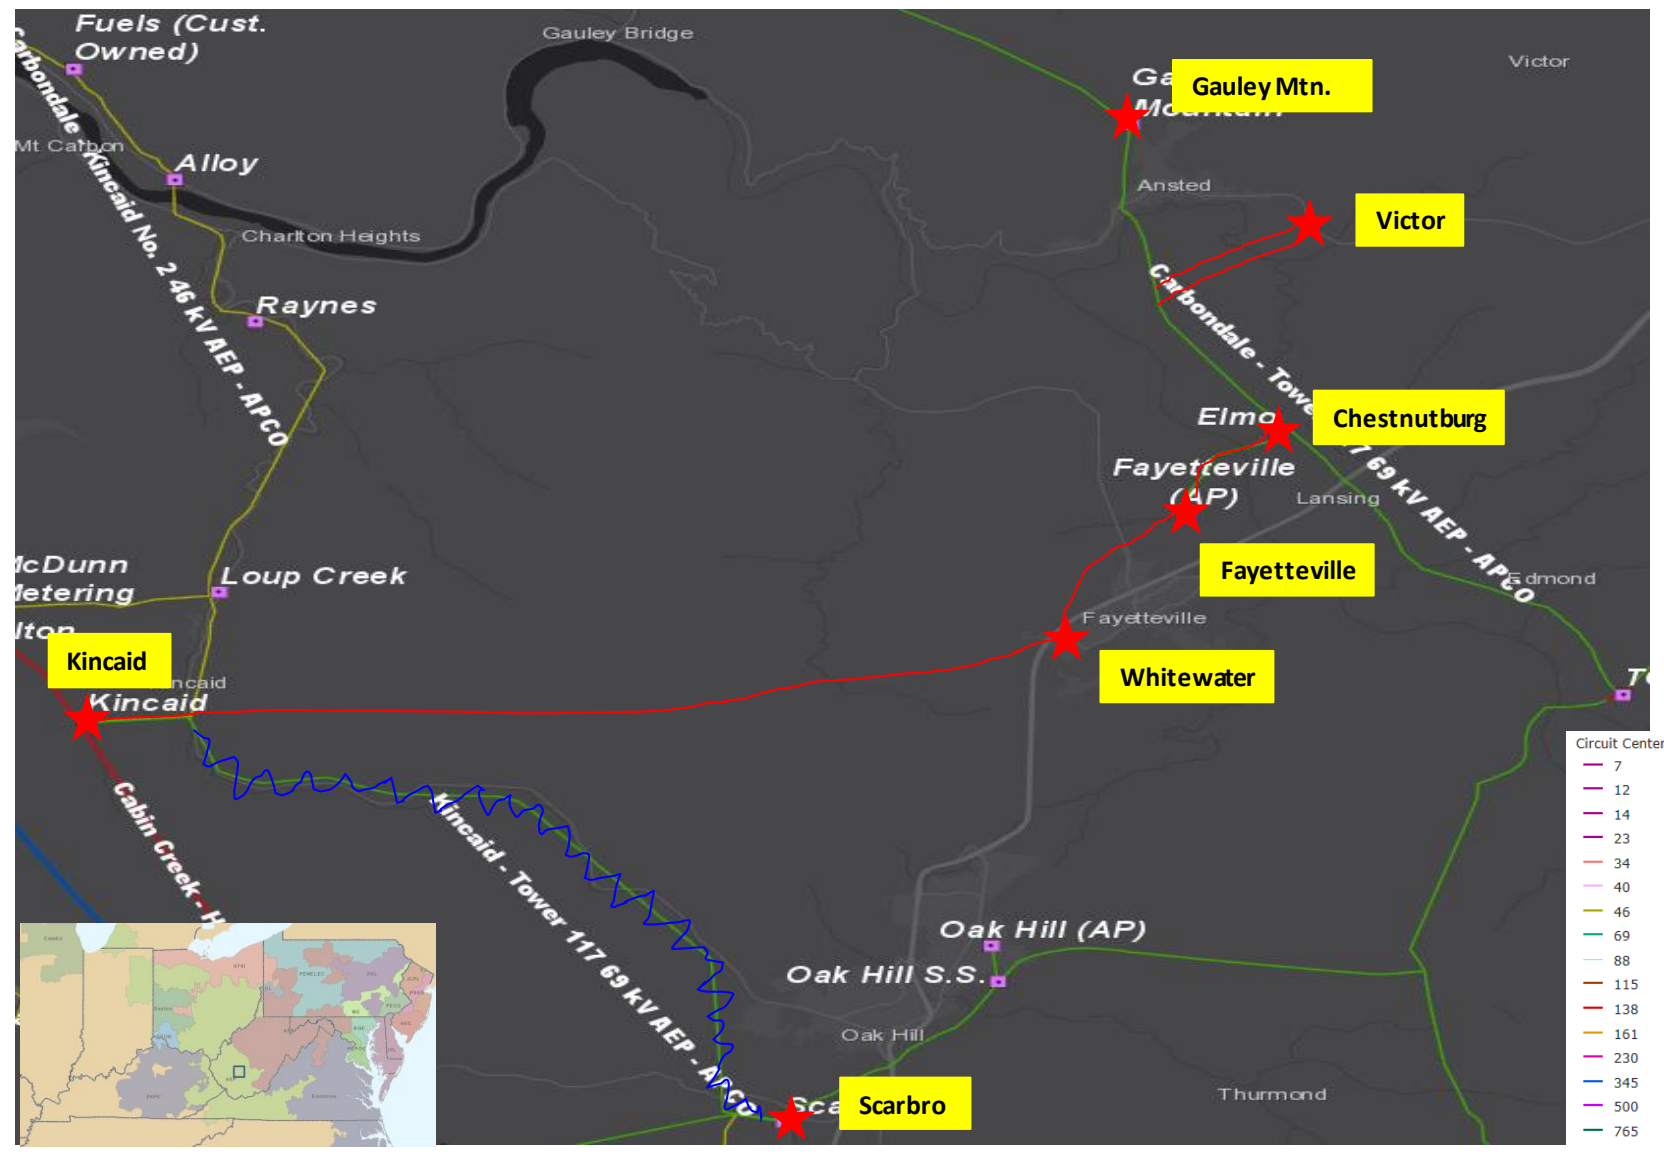 Fuels (Cust.
Owned)
Gauley Bridge
Victor
Gauley Mtn.
Mountain
Mt Carbon
Alloy
Ansted
Victor
Charlton Heights
Carbondale - Kincaid No. 2 46 kV AEP - APCO
Raynes
Carbondale - Tower 117 69 kV AEP - APCO
Elmo
Chestnutburg
Fayetteville
(AP)
Lansing
McDunn
Metering
Loup Creek
Fayetteville
Edmond
lton
Fayetteville
Kincaid
Whitewater
Kincaid
Kincaid
Cabin Creek - H
Kincaid - Tower 117 69 kV AEP - APCO
Oak Hill (AP)
Oak Hill S.S.
Oak Hill
Thurmond
Sca
Scarbro
Circuit Center
7
12
14
23
34
40
46
69
88
115
138
161
230
345
500
765